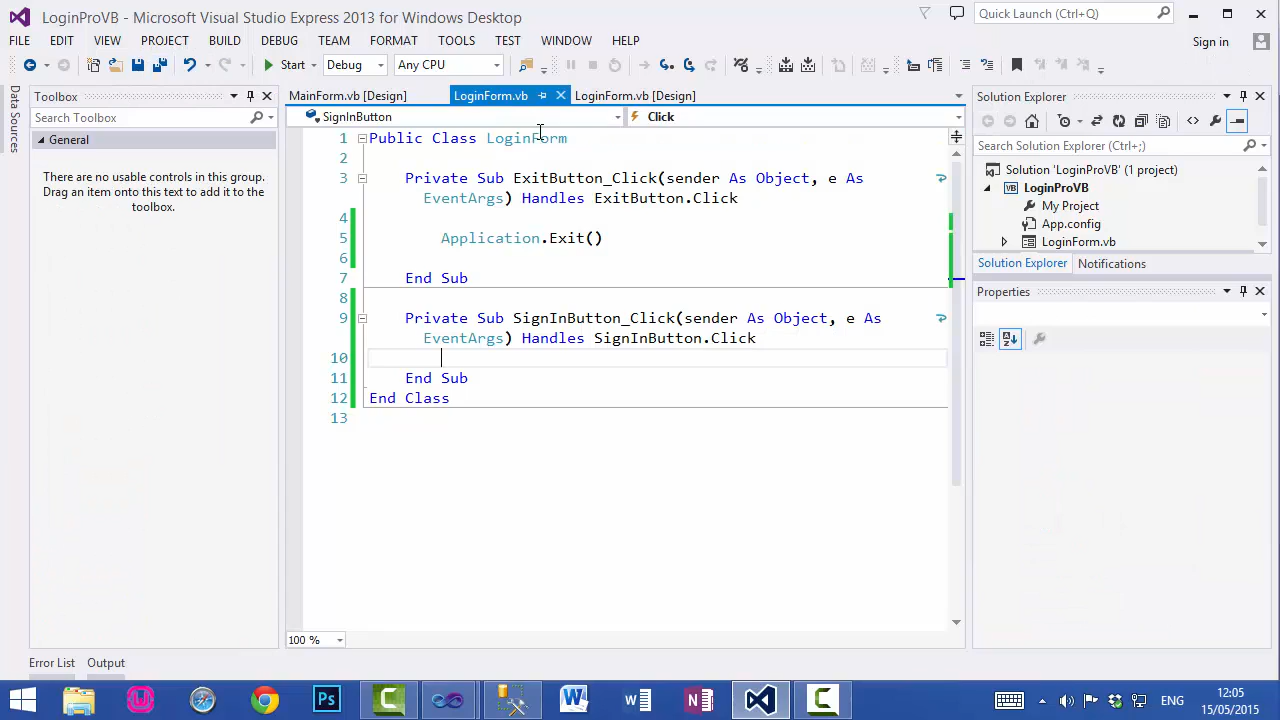 LoginProVB - Microsoft Visual Studio Express 2013 for Windows Desktop
Quick Launch (Ctrl+Q)
FILE EDIT VIEW PROJECT BUILD DEBUG TEAM FORMAT TOOLS TEST WINDOW HELP
Sign in
Start Debug Any CPU
Data Sources
Toolbox
Search Toolbox
General
There are no usable controls in this group.
Drag an item onto this text to add it to the
toolbox.
MainForm.vb [Design] LoginForm.vb LoginForm.vb [Design]
SignInButton Click
1 Public Class LoginForm
2
3 Private Sub ExitButton_Click(sender As Object, e As
EventArgs) Handles ExitButton.Click
4
5 Application.Exit()
6
7 End Sub
8
9 Private Sub SignInButton_Click(sender As Object, e As
EventArgs) Handles SignInButton.Click
10
11 End Sub
12 End Class
13
100 %
Solution Explorer
Search Solution Explorer (Ctrl+;)
Solution 'LoginProVB' (1 project)
VB LoginProVB
My Project
App.config
LoginForm.vb
Solution Explorer Notifications
Properties
Error List Output
Ps
W
W
N
ENG
12:05
15/05/2015